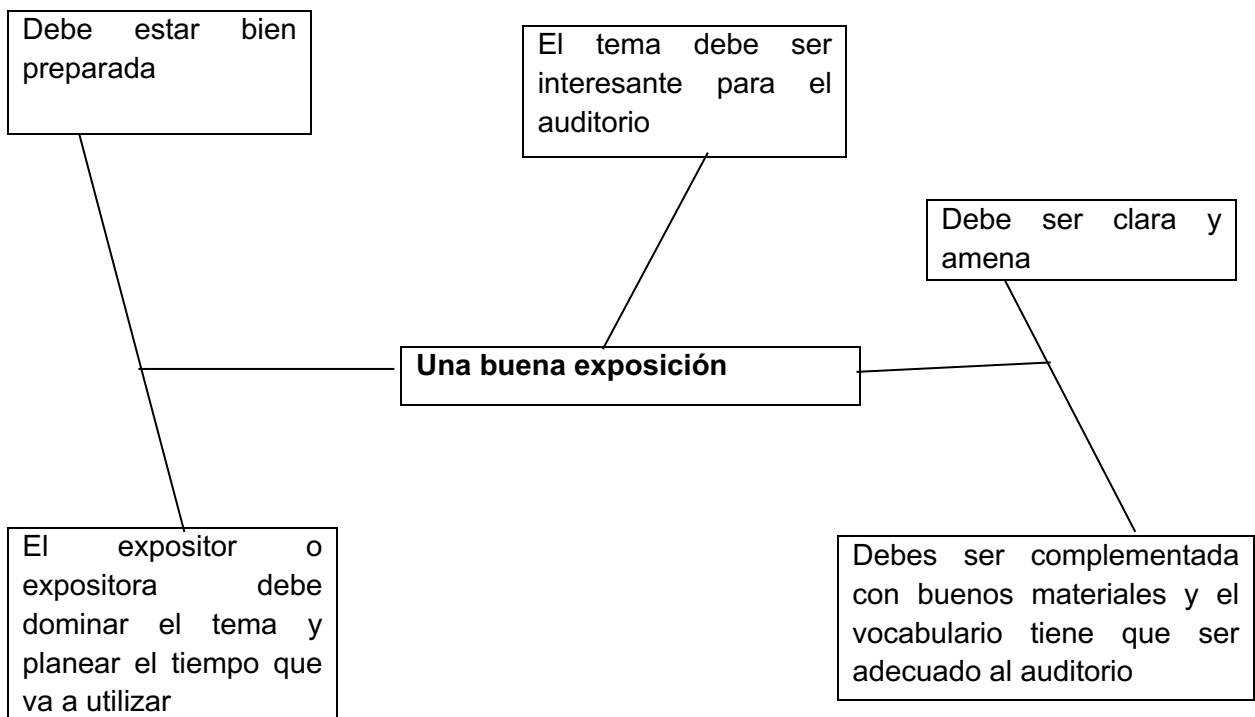 Debe estar bien
preparada
El tema debe ser
interesante para el
auditorio
Debe ser clara y
amena
Una buena exposición
El expositor o
expositora debe
dominar el tema y
planear el tiempo que
va a utilizar
Debes ser complementada
con buenos materiales y el
vocabulario tiene que ser
adecuado al auditorio